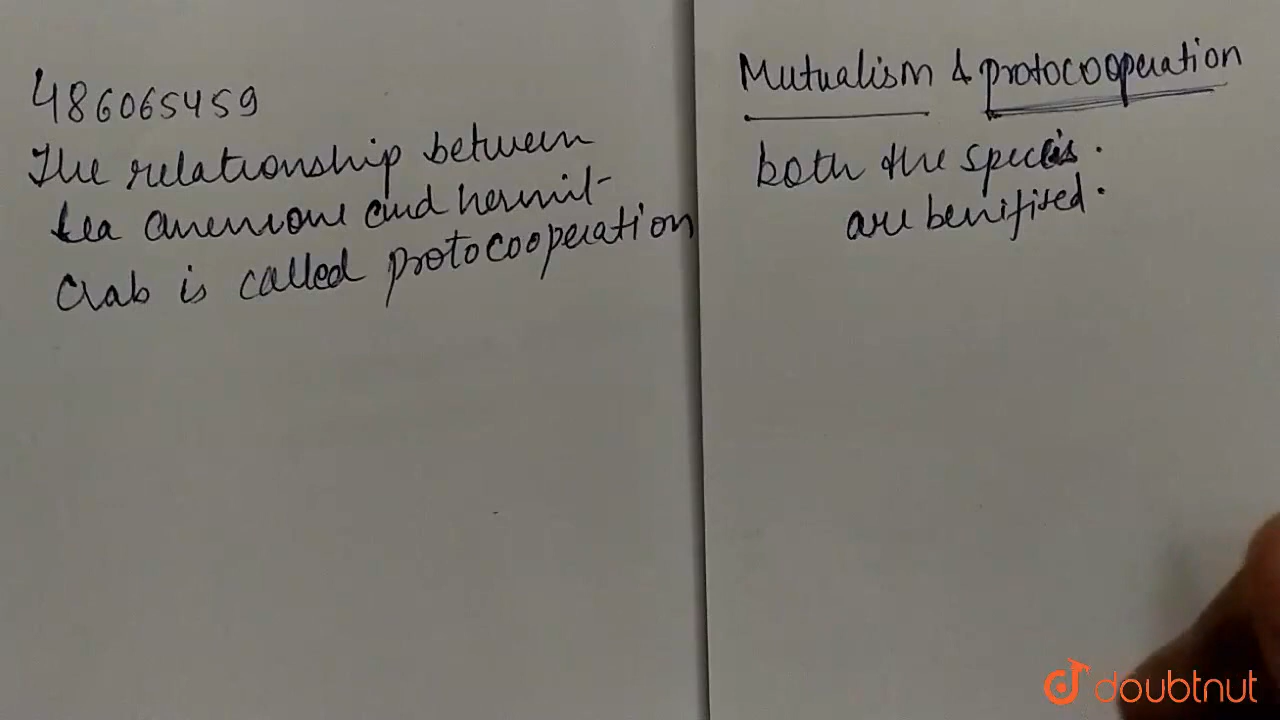 486065459
The relationship between
sea anemone and hermit-
Crab is called protocooperation
Mutualism & protocooperation
both the species.
are benifited.
doubtnut